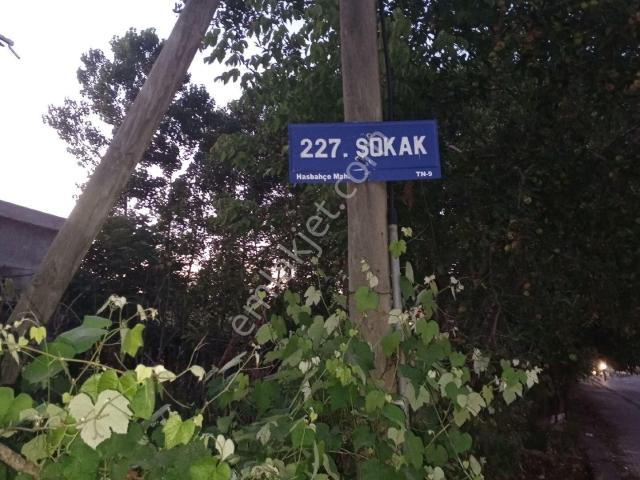 227. SOKAK
Hasbahçe Mah. TN-9
emlakjet.com